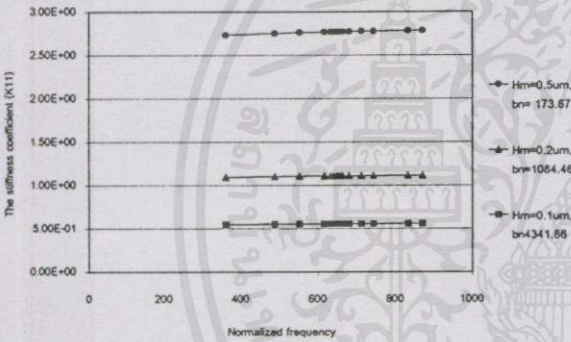 3.00E+00
2.50E+00
2.00E+00
1.50E+00
1.00E+00
5.00E-01
0.00E+00
The stiffness coefficient (K11)
0
200
400
600
800
1000
Normalized frequency
Hm=0.5um,
bn= 173.67
Hm=0.2um,
bn=1084.46
Hm=0.1um,
bn4341.86